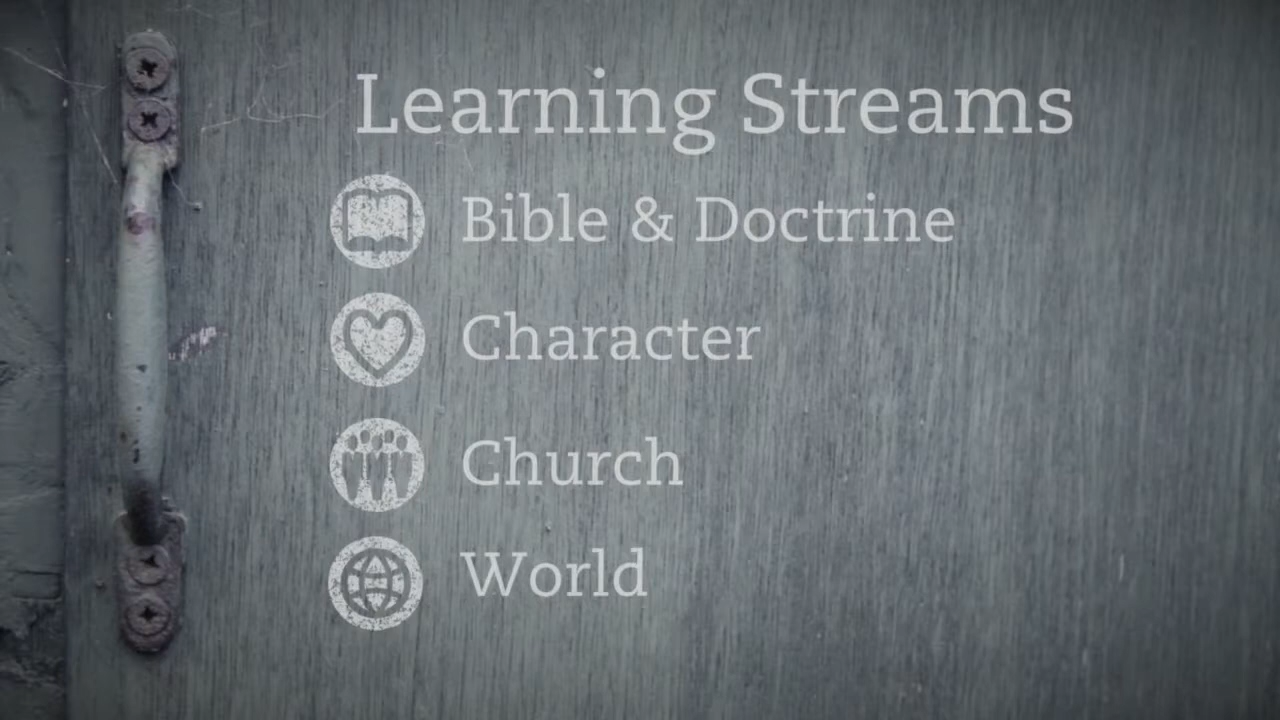 Learning Streams
Bible & Doctrine
Character
Church
World